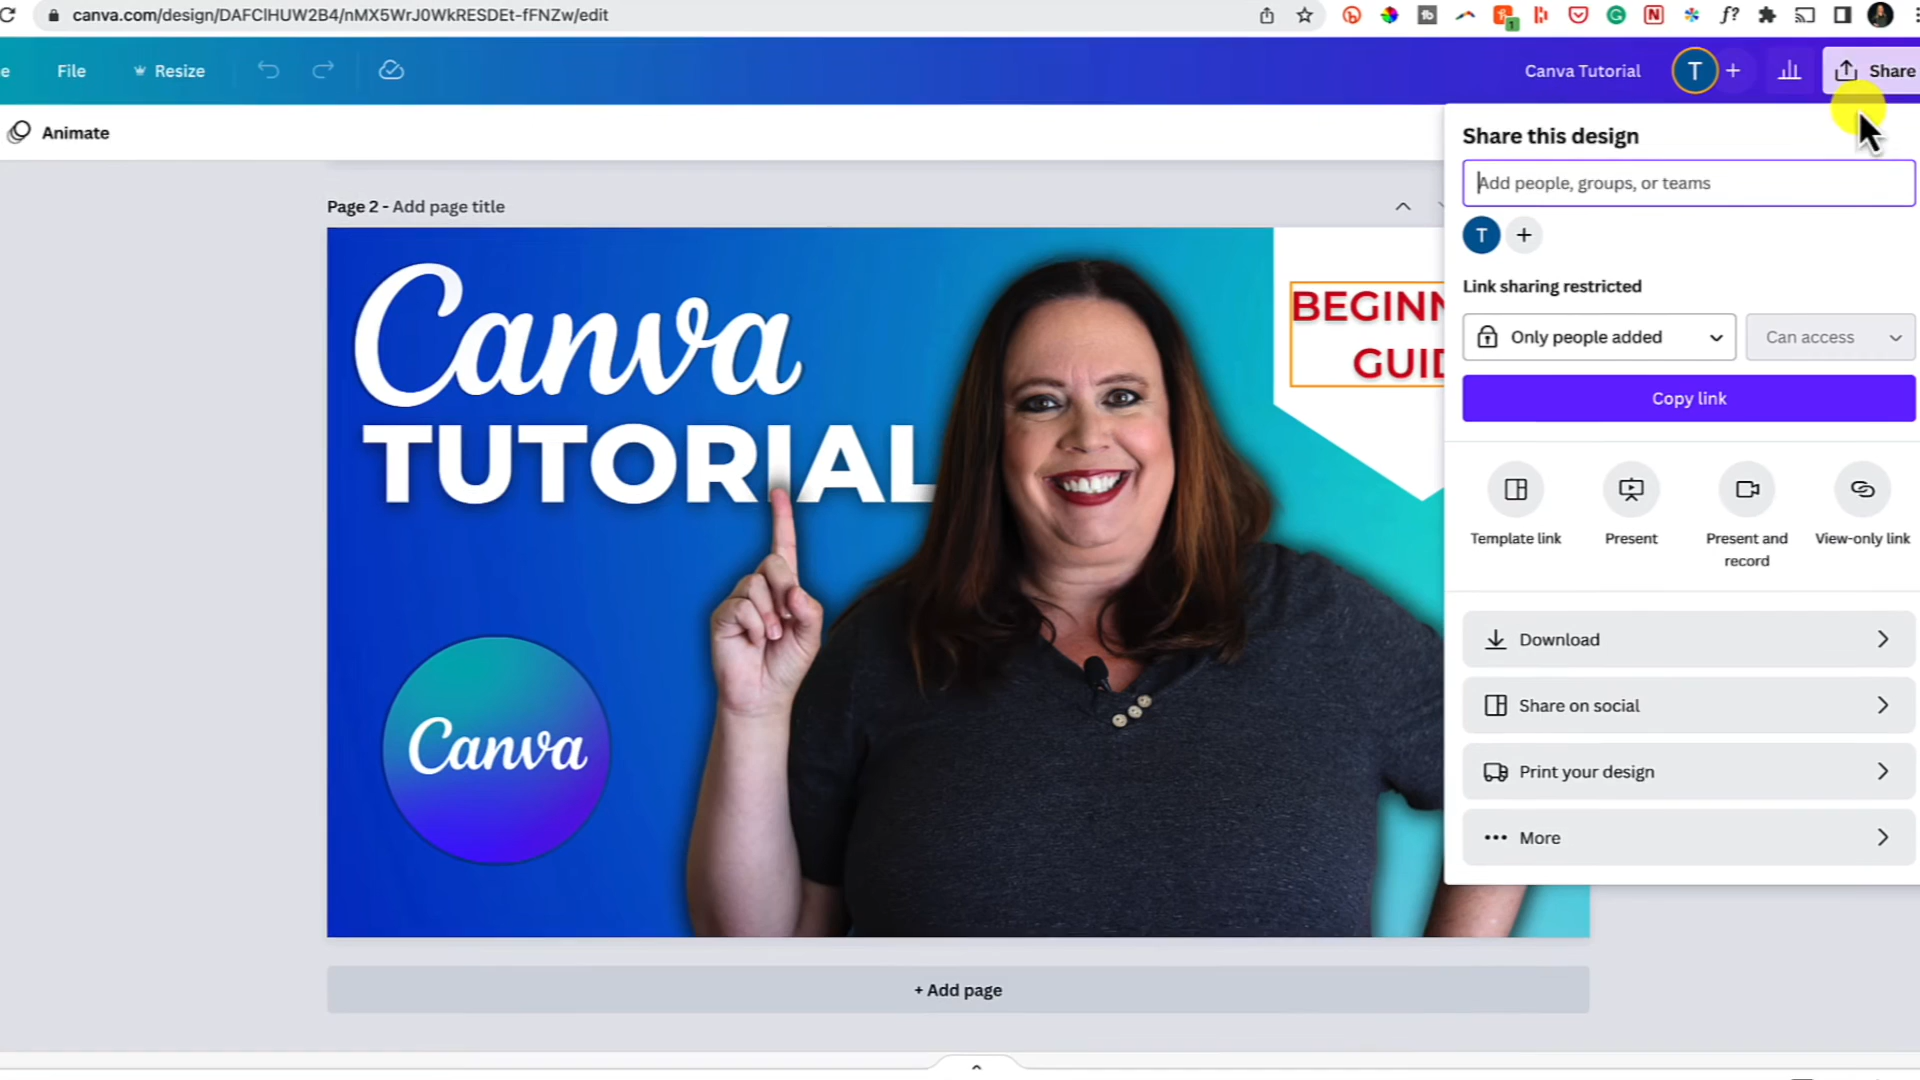 canva.com/design/DAFClHUW2B4/nMX5WrJ0WkRESDEt-fFNZw/edit
File
Resize
Canva Tutorial
T
+
Share
Animate
Share this design
Add people, groups, or teams
T
+
Page 2 - Add page title
Link sharing restricted
Only people added
Can access
Copy link
Canva
TUTORIAL
BEGINN
GUID
Template link
Present
Present and
record
View-only link
Download
Share on social
Print your design
More
Canva
+ Add page